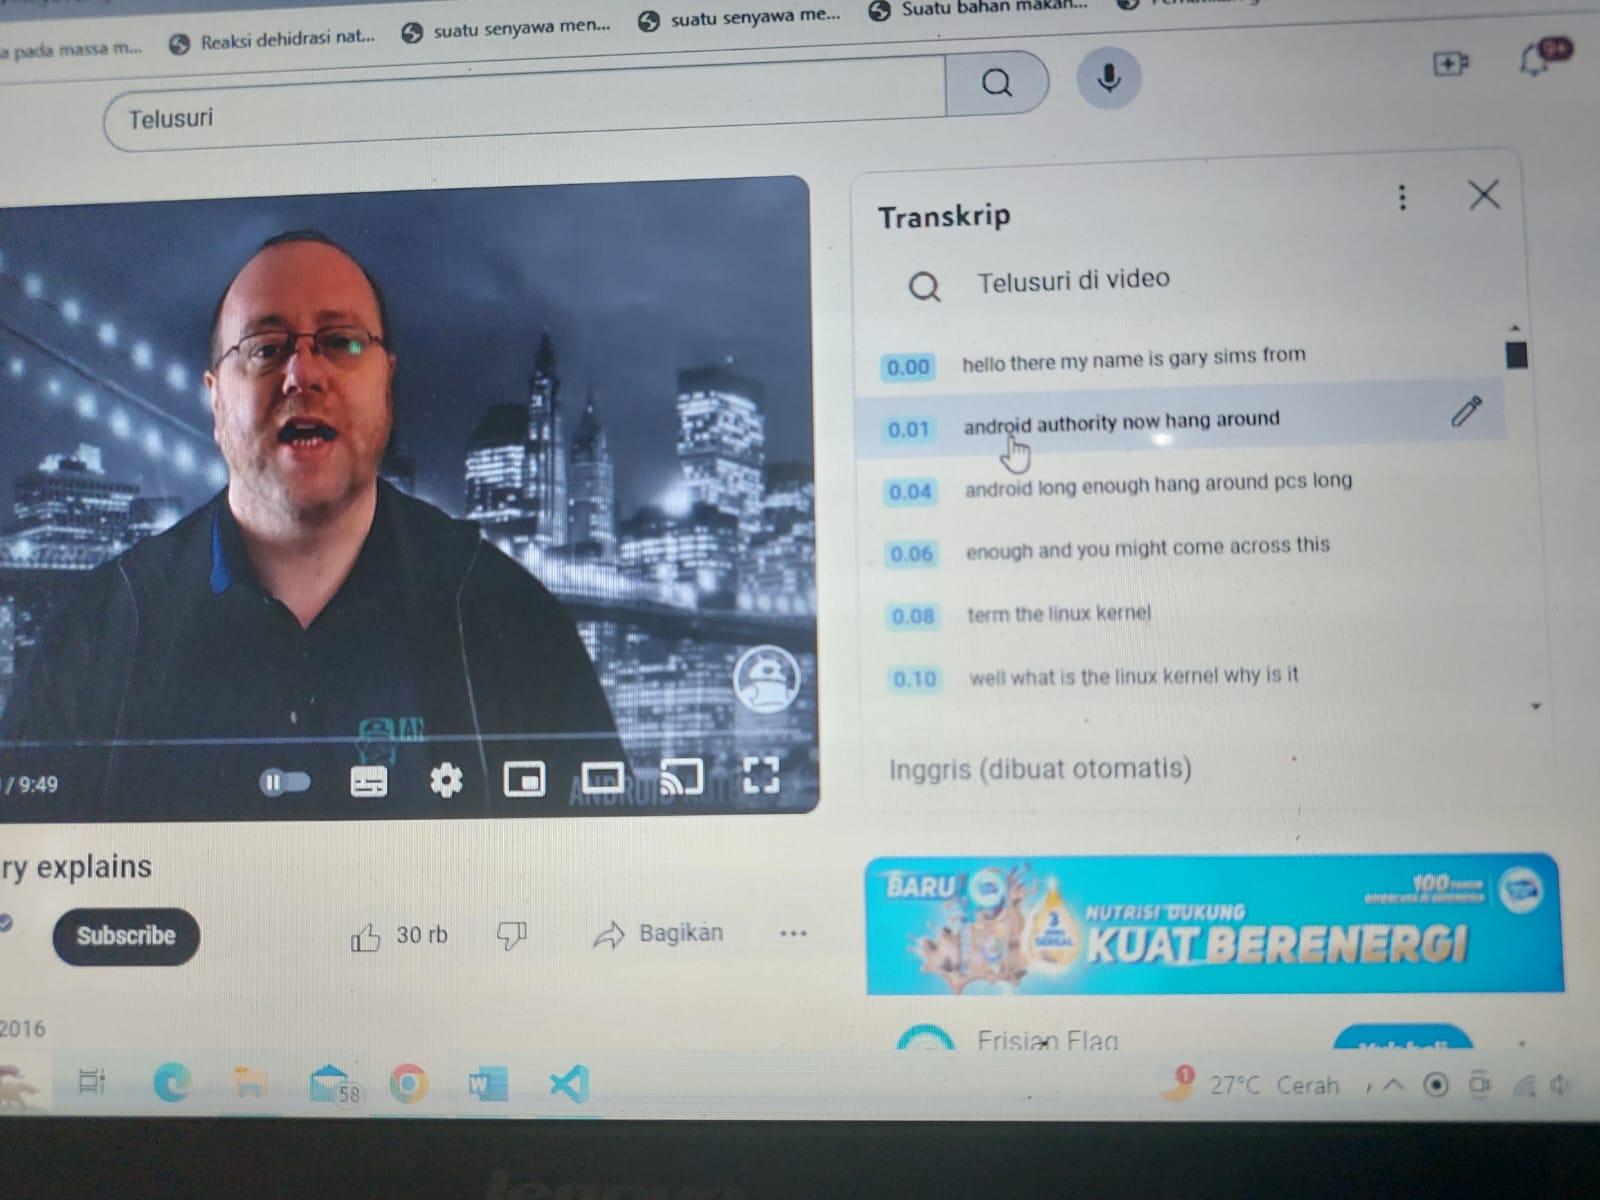 a pada massa m...
Reaksi dehidrasi nat...
suatu senyawa men...
suatu senyawa me...
Suatu bahan makan...
Telusuri
9+
Transkrip
Telusuri di video
0.00 hello there my name is gary sims from
0.01 android authority now hang around
0.04 android long enough hang around pcs long
0.06 enough and you might come across this
0.08 term the linux kernel
0.10 well what is the linux kernel why is it
Inggris (dibuat otomatis)
/ 9:49
ry explains
Subscribe
30 rb
Bagikan
2016
BARU
100
NUTRISI DUKUNG
KUAT BERENERGI
3
Frisian Flag
58
W
1
27°C Cerah